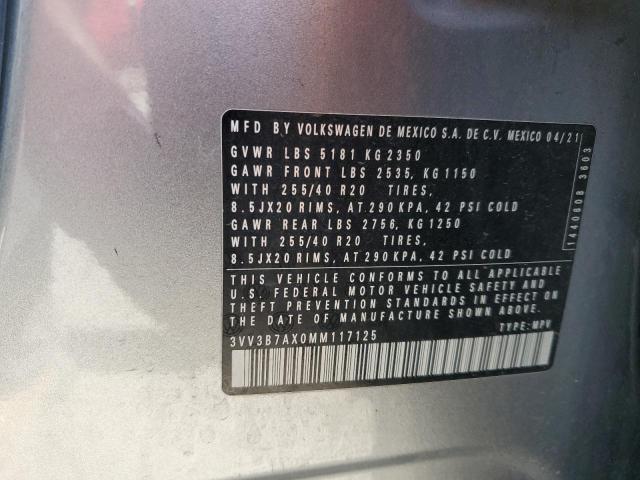 MFD BY VOLKSWAGEN DE MEXICO S.A. DE C.V. MEXICO 04/21
GVWR LBS 5181 KG 2350
GAWR FRONT LBS 2535, KG 1150
WITH 255/40 R20 TIRES,
8.5JX20 RIMS, AT 290 KPA, 42 PSI COLD
GAWR REAR LBS 2756, KG 1250
WITH 255/40 R20 TIRES,
8.5JX20 RIMS, AT 290 KPA, 42 PSI COLD
THIS VEHICLE CONFORMS TO ALL APPLICABLE
U.S. FEDERAL MOTOR VEHICLE SAFETY AND
THEFT PREVENTION STANDARDS IN EFFECT ON
THE DATE OF MANUFACTURE SHOWN ABOVE.
3VV3B7AX0MM117125 TYPE: MPV
1440608 3603